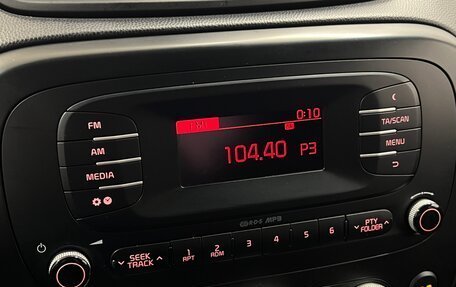 0:10
FM
TA/SCAN
104.40 P3
AM
MENU
MEDIA
RDS MP3
SEEK
TRACK
1
RPT
2
RDM
3
4
5
6
PTY
FOLDER